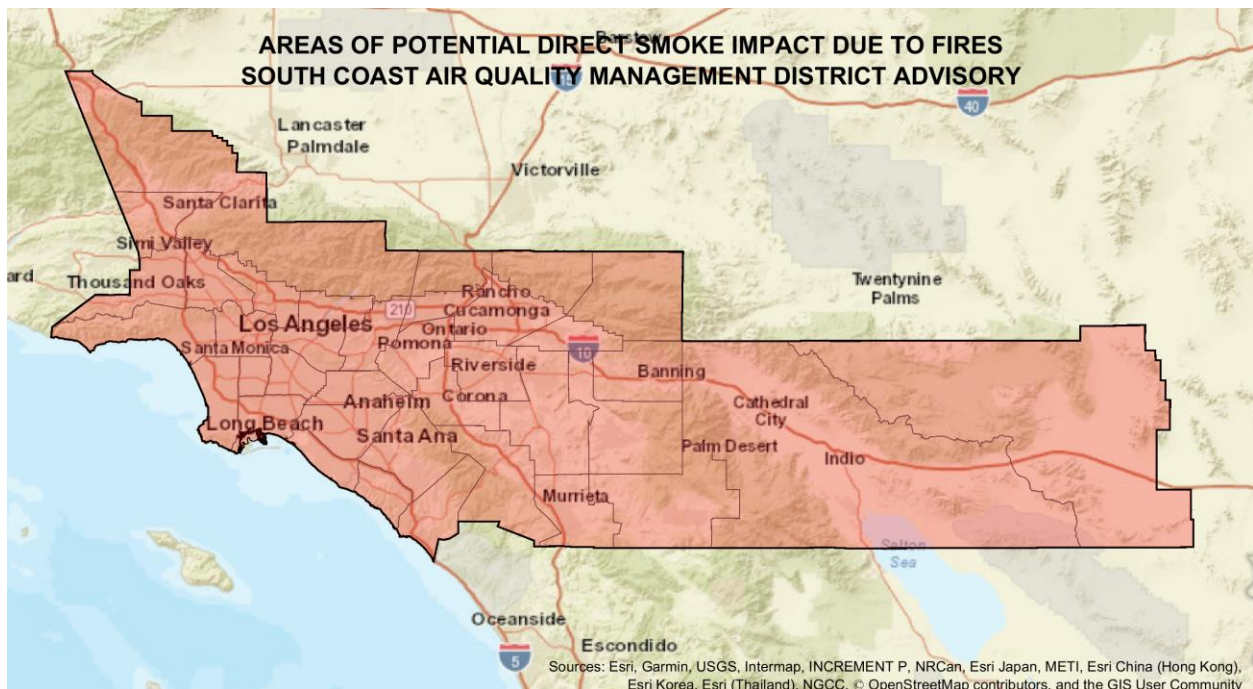 AREAS OF POTENTIAL DIRECT SMOKE IMPACT DUE TO FIRES
SOUTH COAST AIR QUALITY MANAGEMENT DISTRICT ADVISORY
Barstow
15
40
Lancaster
Palmdale
Victorville
Santa Clarita
Simi Valley
ard
Thousand Oaks
Twentynine
Palms
Rancho
Cucamonga
210
Los Angeles
Ontario
Pomona
Santa Monica
10
Riverside
Banning
Corona
Anaheim
Cathedral
City
Long Beach
Santa Ana
Palm Desert
Indio
Murrieta
Salton
Sea
Oceanside
Escondido
5
Sources: Esri, Garmin, USGS, Intermap, INCREMENT P, NRCan, Esri Japan, METI, Esri China (Hong Kong),
Esri Korea, Esri (Thailand), NGCC, © OpenStreetMap contributors, and the GIS User Community